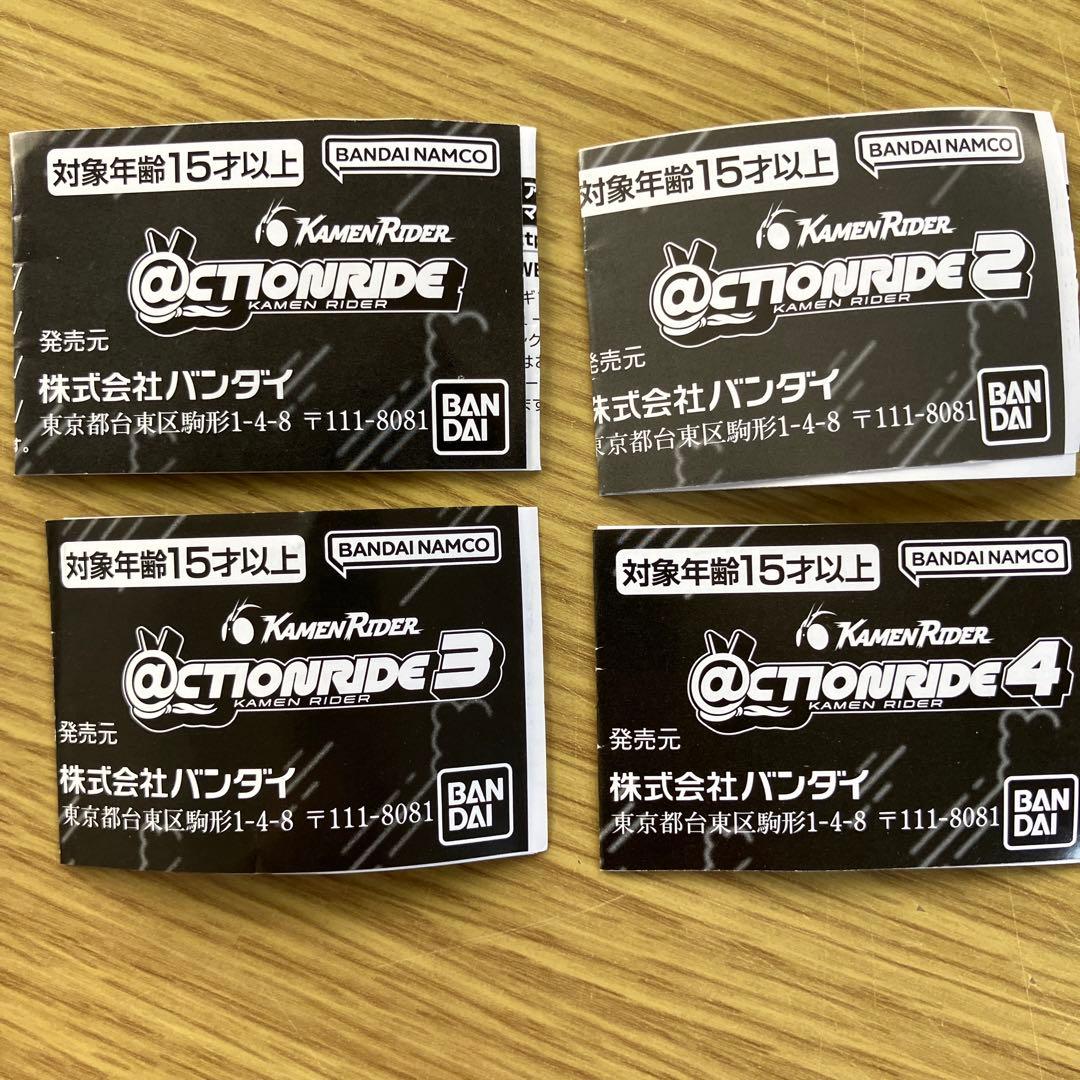 対象年齢15才以上
BANDAI NAMCO
KAMEN RIDER
@CTIONRIDE
KAMEN RIDER
発売元
株式会社バンダイ
東京都台東区駒形1-4-8 〒111-8081
BAN
DAI
す。
対象年齢15才以上
BANDAI NAMCO
KAMEN RIDER
@CTIONRIDE 2
KAMEN RIDER
発売元
株式会社バンダイ
東京都台東区駒形1-4-8 〒111-8081
BAN
DAI
対象年齢15才以上
BANDAI NAMCO
KAMEN RIDER
@CTIONRIDE 3
KAMEN RIDER
発売元
株式会社バンダイ
東京都台東区駒形1-4-8 〒111-8081
BAN
DAI
対象年齢15才以上
BANDAI NAMCO
KAMEN RIDER
@CTIONRIDE 4
KAMEN RIDER
発売元
株式会社バンダイ
東京都台東区駒形1-4-8 〒111-8081
BAN
DAI